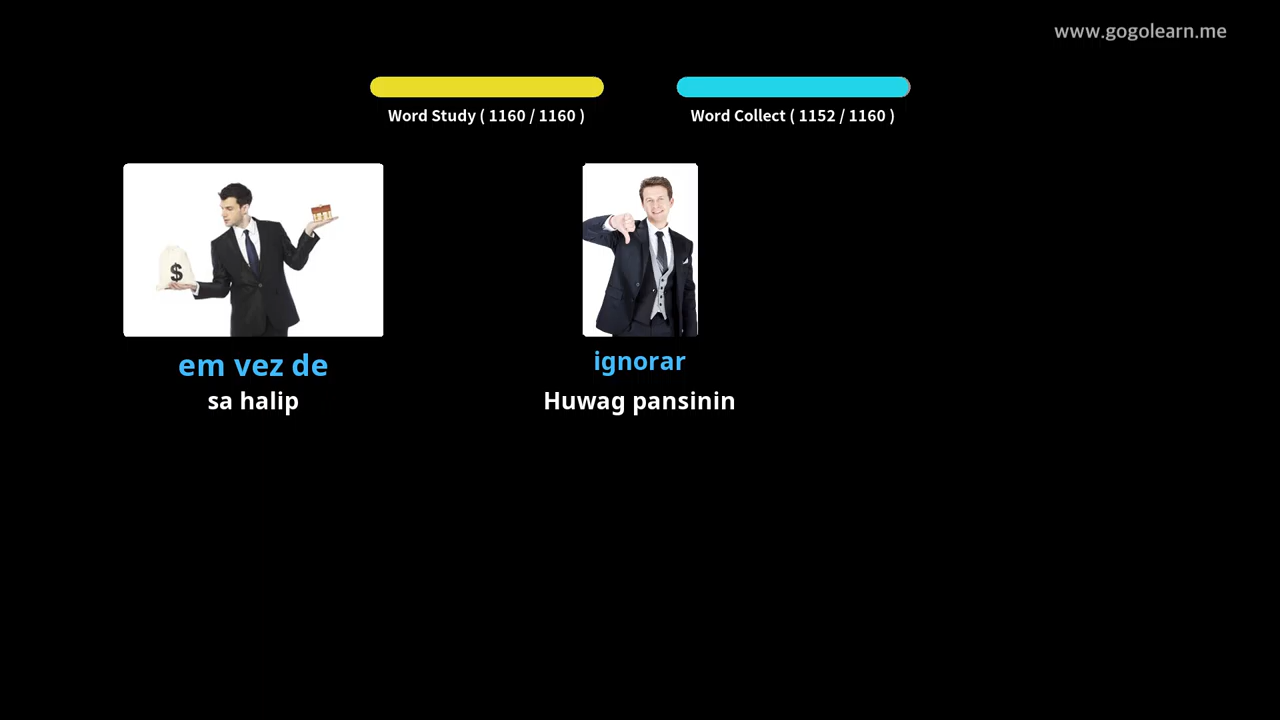 www.gogolearn.me
Word Study ( 1160 / 1160 )
Word Collect ( 1152 / 1160 )
$
em vez de
sa halip
ignorar
Huwag pansinin